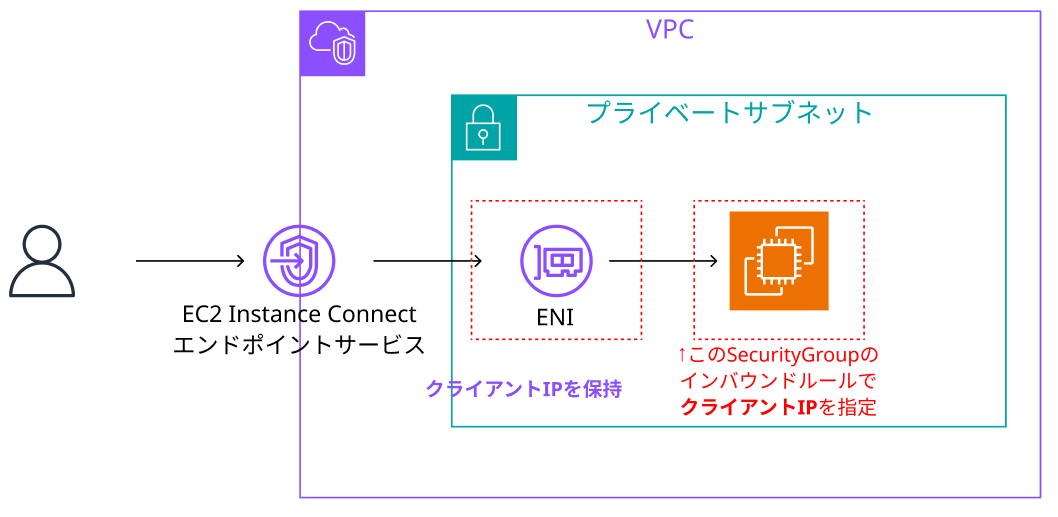 VPC
プライベートサブネット
EC2 Instance Connect
エンドポイントサービス
ENI
クライアントIPを保持
↑このSecurityGroupの
インバウンドルールで
クライアントIPを指定